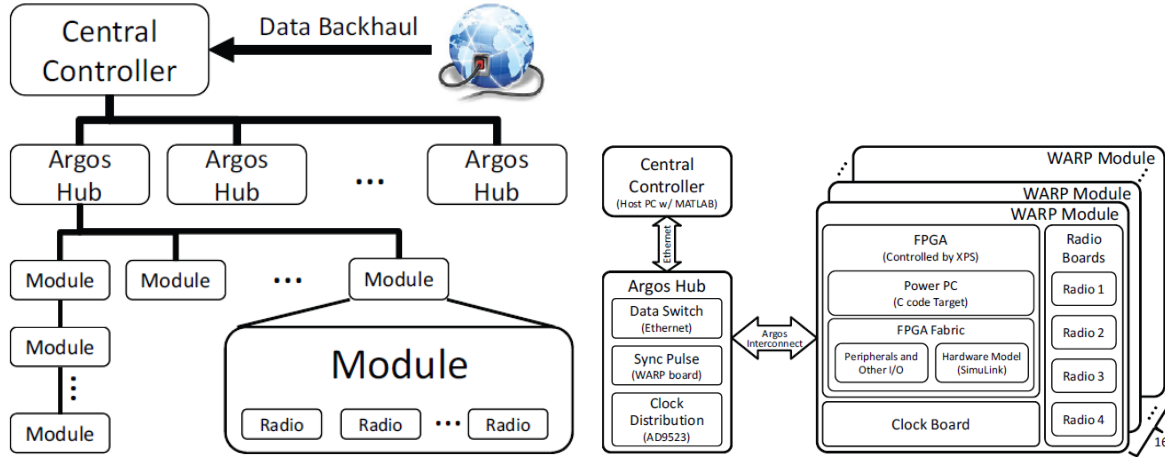 Central
Controller
Data Backhaul
Argos
Hub
Argos
Hub
...
Argos
Hub
Module
Module
...
Module
Module
...
Module
Module
Radio
Radio
...
Radio
Central
Controller
(Host PC w/ MATLAB)
Ethernet
Argos Hub
Data Switch
(Ethernet)
Sync Pulse
(WARP board)
Clock
Distribution
(AD9523)
Argos
Interconnect
WARP Module
WARP Module
WARP Module
FPGA
(Controlled by XPS)
Power PC
(C code Target)
FPGA Fabric
Peripherals and
Other I/O
Hardware Model
(SimuLink)
Clock Board
Radio
Boards
Radio 1
Radio 2
Radio 3
Radio 4
16